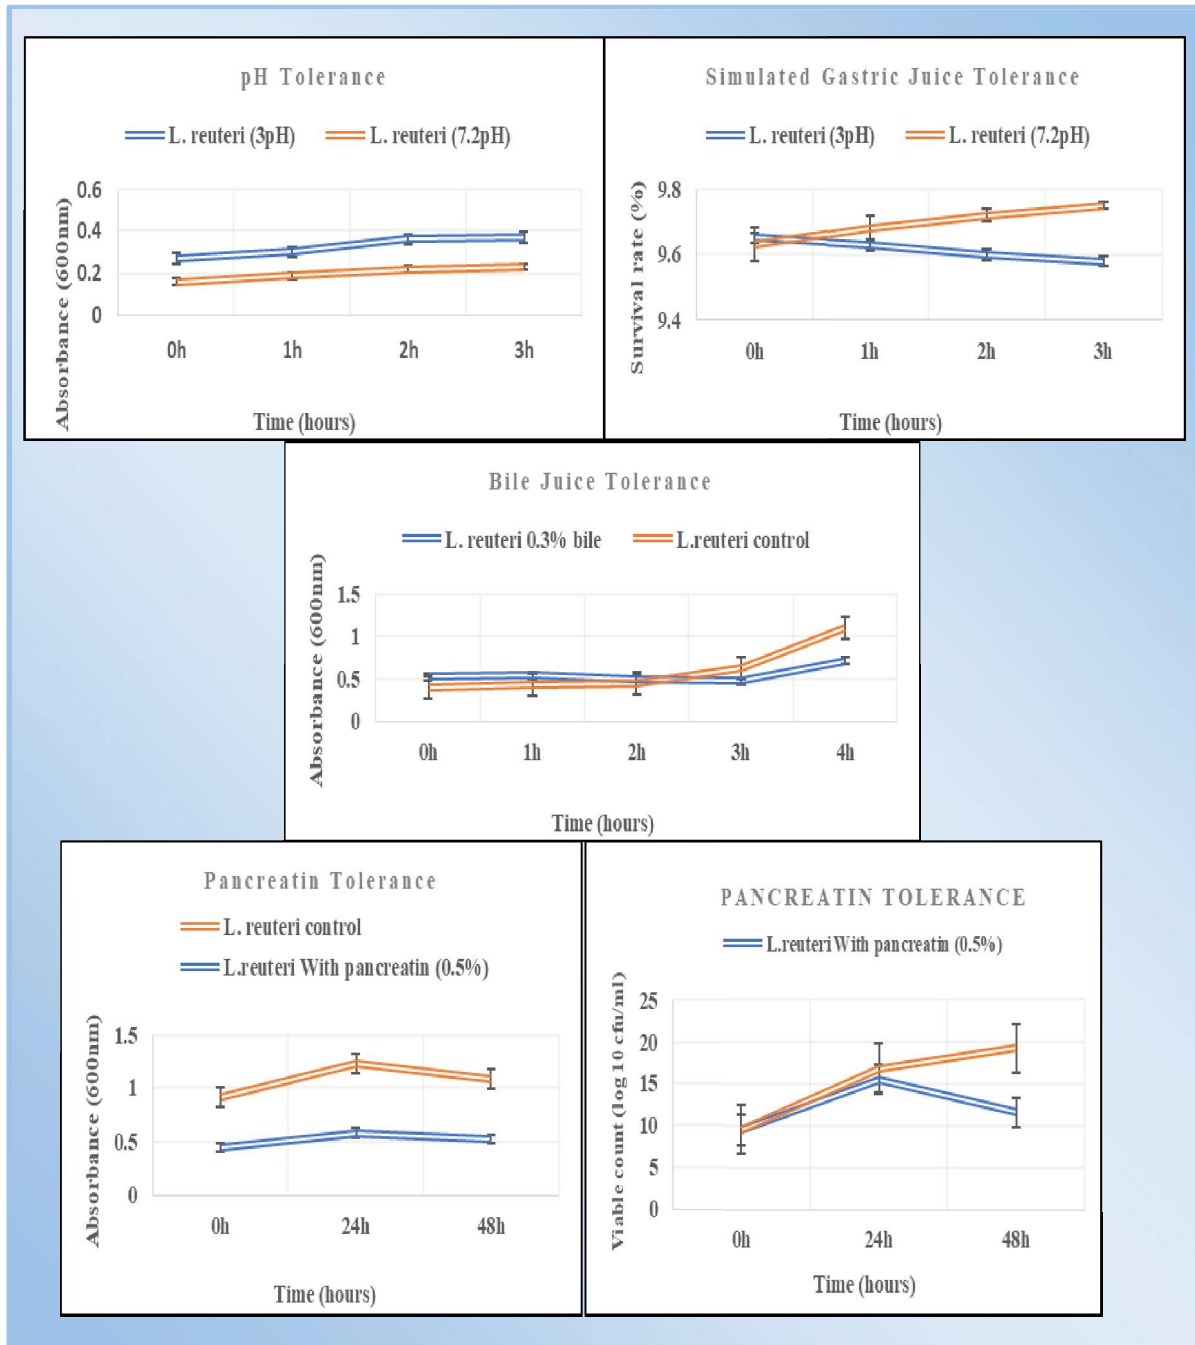 pH Tolerance
L. reuteri (3pH) L. reuteri (7.2pH)
Absorbance (600nm)
0.6
0.4
0.2
0
0h 1h 2h 3h
Time (hours)
Simulated Gastric Juice Tolerance
L. reuteri (3pH) L. reuteri (7.2pH)
Survival rate (%)
9.8
9.6
9.4
0h 1h 2h 3h
Time (hours)
Bile Juice Tolerance
L. reuteri 0.3% bile L.reuteri control
Absorbance (600nm)
1.5
1
0.5
0
0h 1h 2h 3h 4h
Time (hours)
Pancreatin Tolerance
L. reuteri control
L.reuteri With pancreatin (0.5%)
Absorbance (600nm)
1.5
1
0.5
0
0h 24h 48h
Time (hours)
PANCREATIN TOLERANCE
L.reuteri With pancreatin (0.5%)
Viable count (log 10 cfu/ml)
25
20
15
10
5
0
0h 24h 48h
Time (hours)